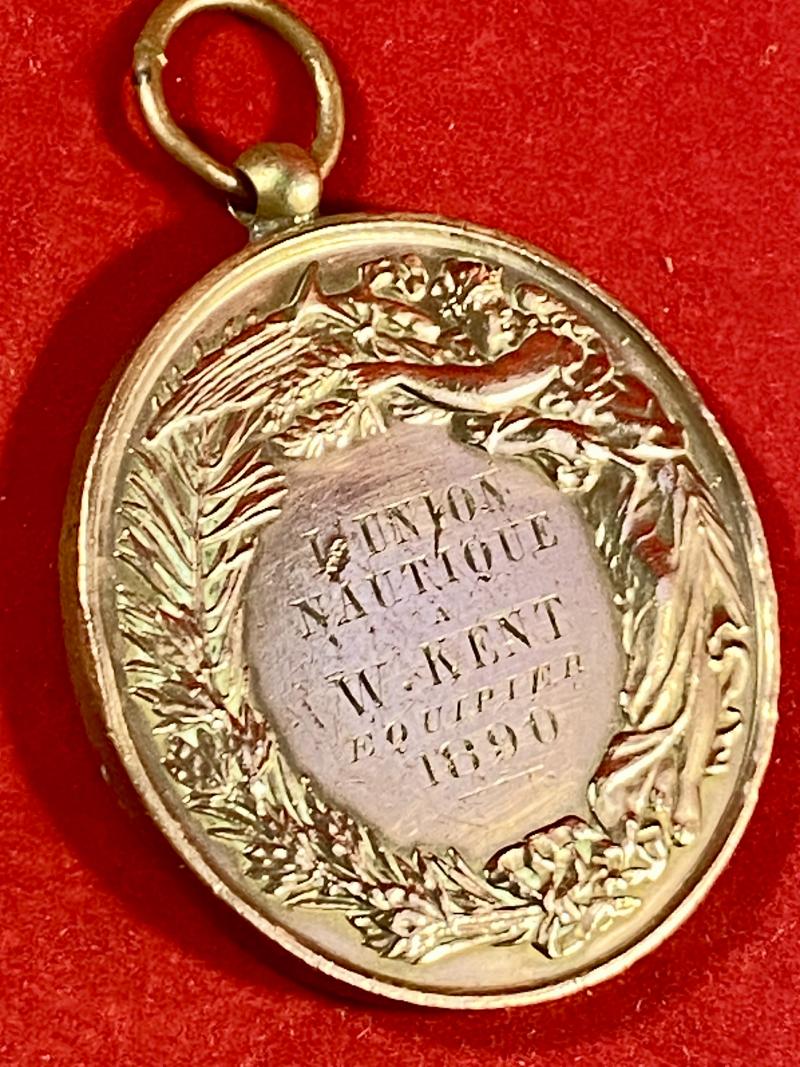 L'UNION
NAUTIQUE
A
W. KENT
EQUIPIER
1890